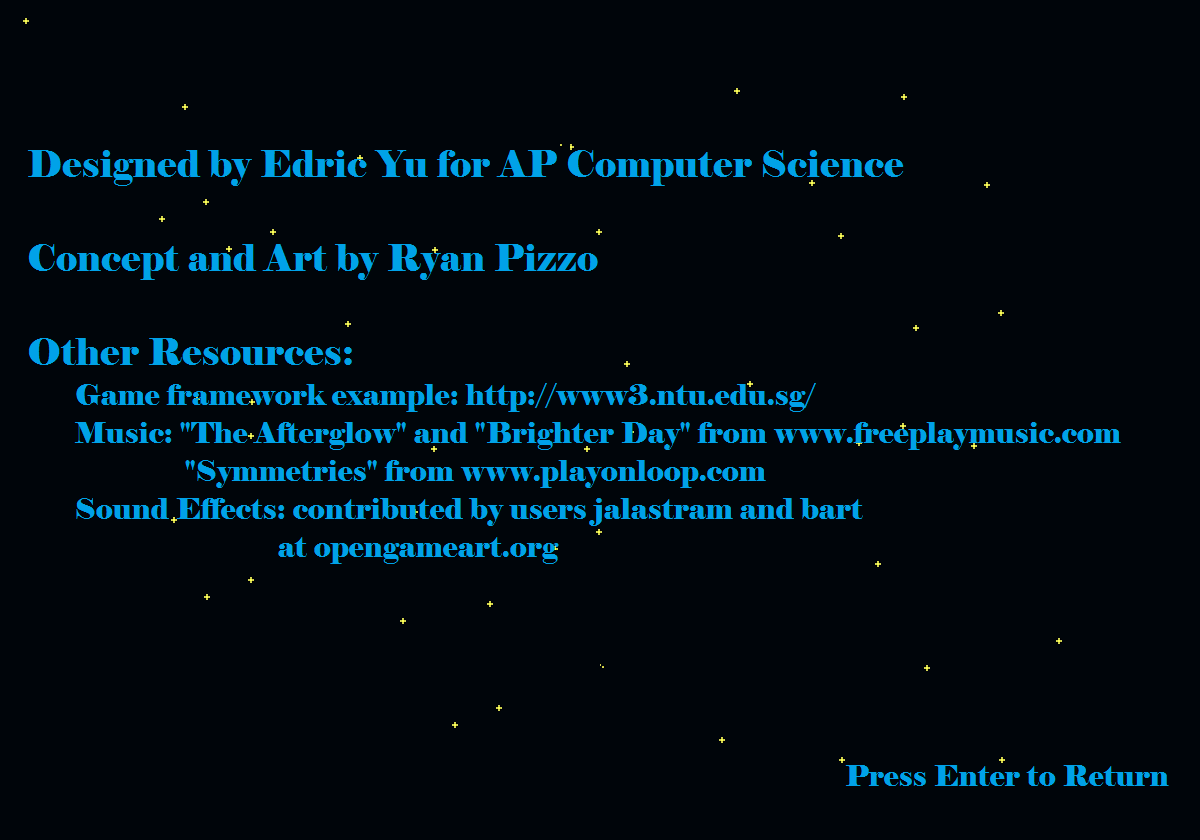 Designed by Edric Yu for AP Computer Science
Concept and Art by Ryan Pizzo
Other Resources:
Game framework example: http://www3.ntu.edu.sg/
Music: "The Afterglow" and "Brighter Day" from www.freeplaymusic.com
"Symmetries" from www.playonloop.com
Sound Effects: contributed by users jalastram and bart
at opengameart.org
Press Enter to Return